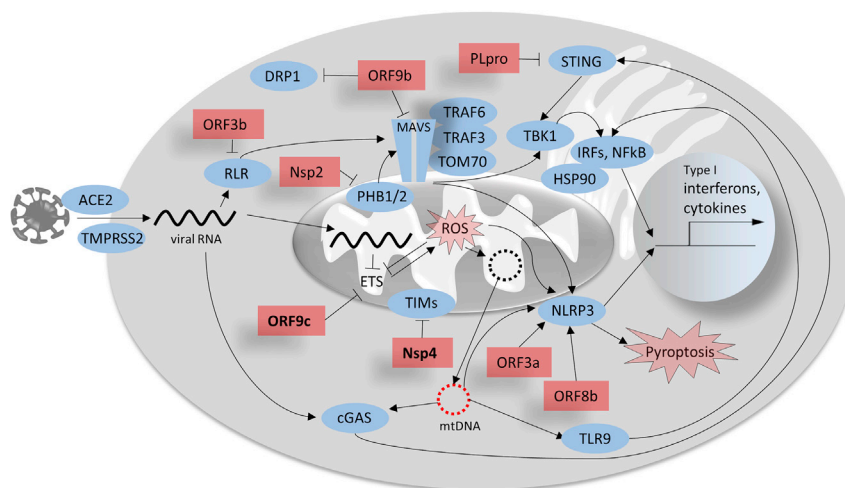 DRP1
ORF9b
PLpro
STING
ORF3b
MAVS
TRAF6
TRAF3
TOM70
TBK1
IRFs, NFkB
HSP90
Type I
interferons,
cytokines
RLR
Nsp2
PHB1/2
ACE2
TMPRSS2
viral RNA
ROS
ETS
TIMs
NLRP3
ORF9c
Nsp4
ORF3a
Pyroptosis
ORF8b
cGAS
mtDNA
TLR9